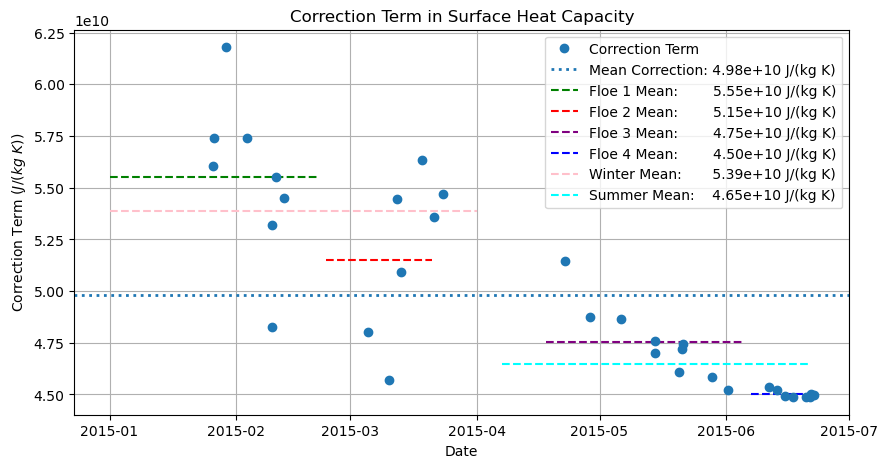 Correction Term in Surface Heat Capacity
1e10
6.25
6.00
5.75
5.50
5.25
5.00
4.75
4.50
Correction Term (J/(kg K))
Correction Term
Mean Correction: 4.98e+10 J/(kg K)
Floe 1 Mean: 5.55e+10 J/(kg K)
Floe 2 Mean: 5.15e+10 J/(kg K)
Floe 3 Mean: 4.75e+10 J/(kg K)
Floe 4 Mean: 4.50e+10 J/(kg K)
Winter Mean: 5.39e+10 J/(kg K)
Summer Mean: 4.65e+10 J/(kg K)
2015-01 2015-02 2015-03 2015-04 2015-05 2015-06 2015-07
Date